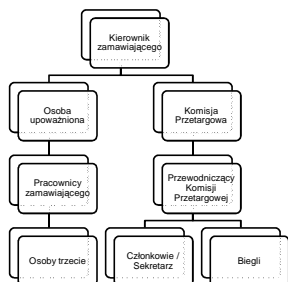 Kierownik
zamawiającego
Osoba
upoważniona
Komisja
Przetargowa
Pracownicy
zamawiającego
Przewodniczący
Komisji
Przetargowej
Osoby trzecie
Członkowie /
Sekretarz
Biegli